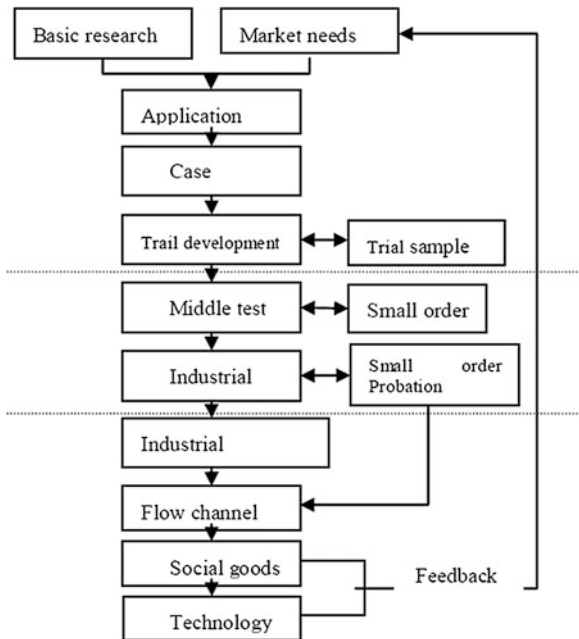 Basic research
Market needs
Application
Case
Trail development
Trial sample
Middle test
Small order
Industrial
Small order
Probation
Industrial
Flow channel
Social goods
Feedback
Technology